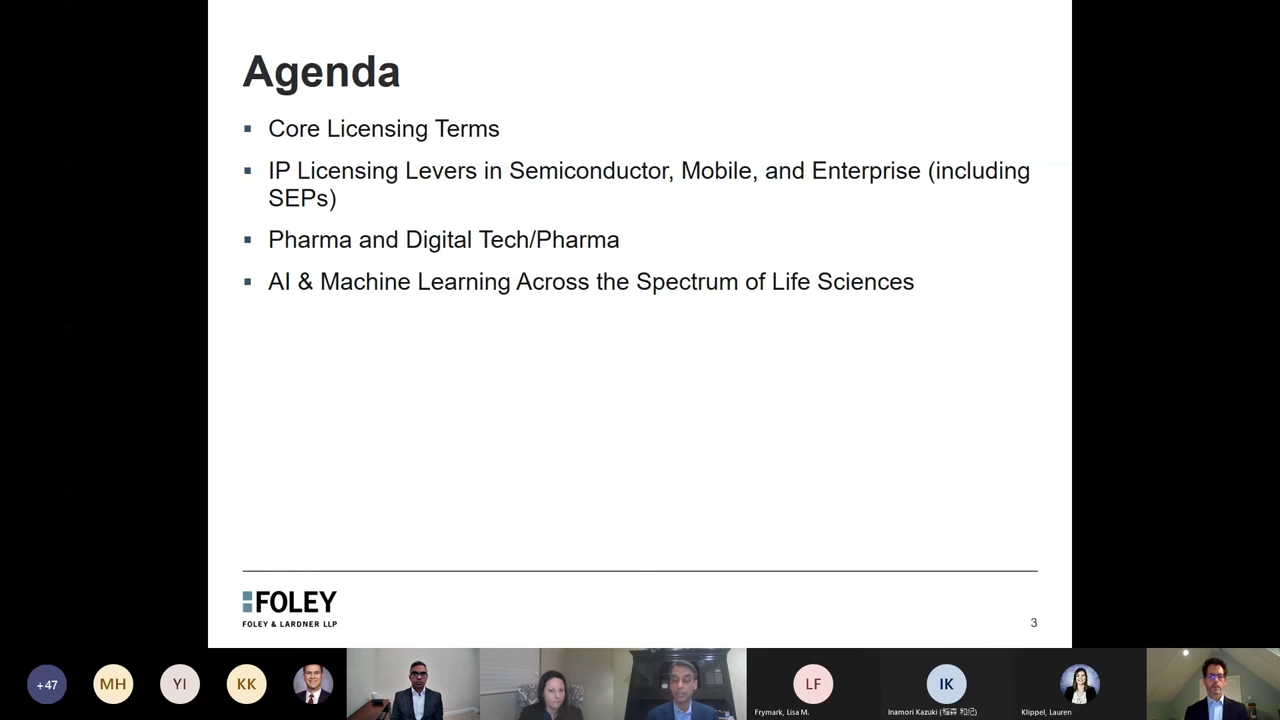 Agenda
▪ Core Licensing Terms
▪ IP Licensing Levers in Semiconductor, Mobile, and Enterprise (including
SEPs)
▪ Pharma and Digital Tech/Pharma
▪ AI & Machine Learning Across the Spectrum of Life Sciences
FOLEY
FOLEY & LARDNER LLP
3
+47
MH
YI
KK
LF
Frymark, Lisa M.
IK
Inamori Kazuki
Klippel, Lauren